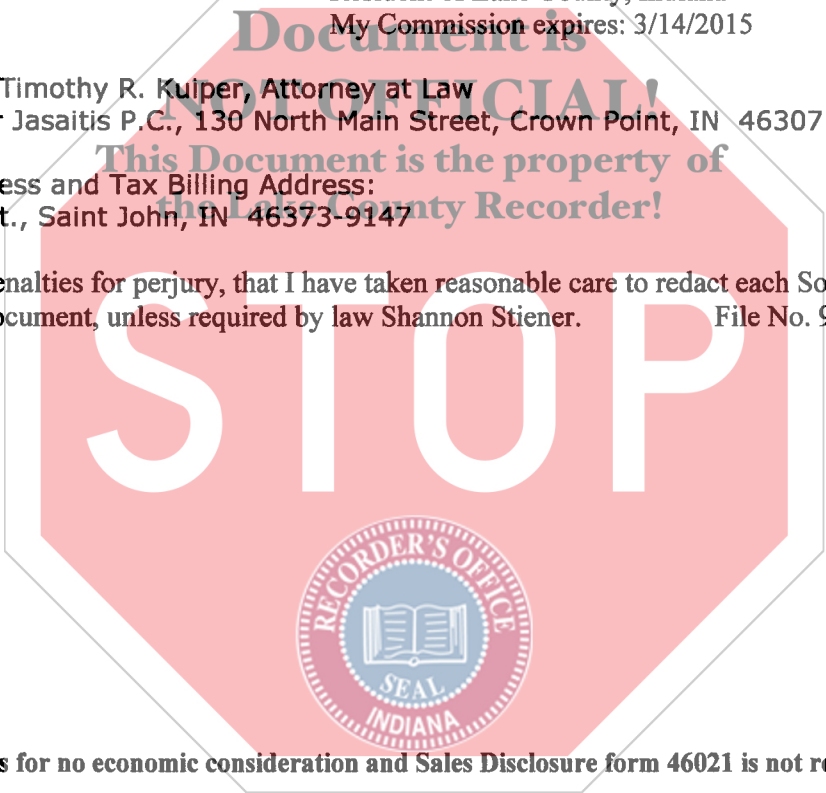 Document is
My Commission expires: 3/14/2015
Timothy R. Kuiper, Attorney at Law
NOT OFFICIAL!
Jasaitis P.C., 130 North Main Street, Crown Point, IN 46307
This Document is the property of
ess and Tax Billing Address:
the Lake County Recorder!
t., Saint John, IN 46373-9147
enalties for perjury, that I have taken reasonable care to redact each So
ocument, unless required by law Shannon Stiener. File No. 9
STOP
RECORDER'S OFFICE
SEAL
INDIANA
s for no economic consideration and Sales Disclosure form 46021 is not re